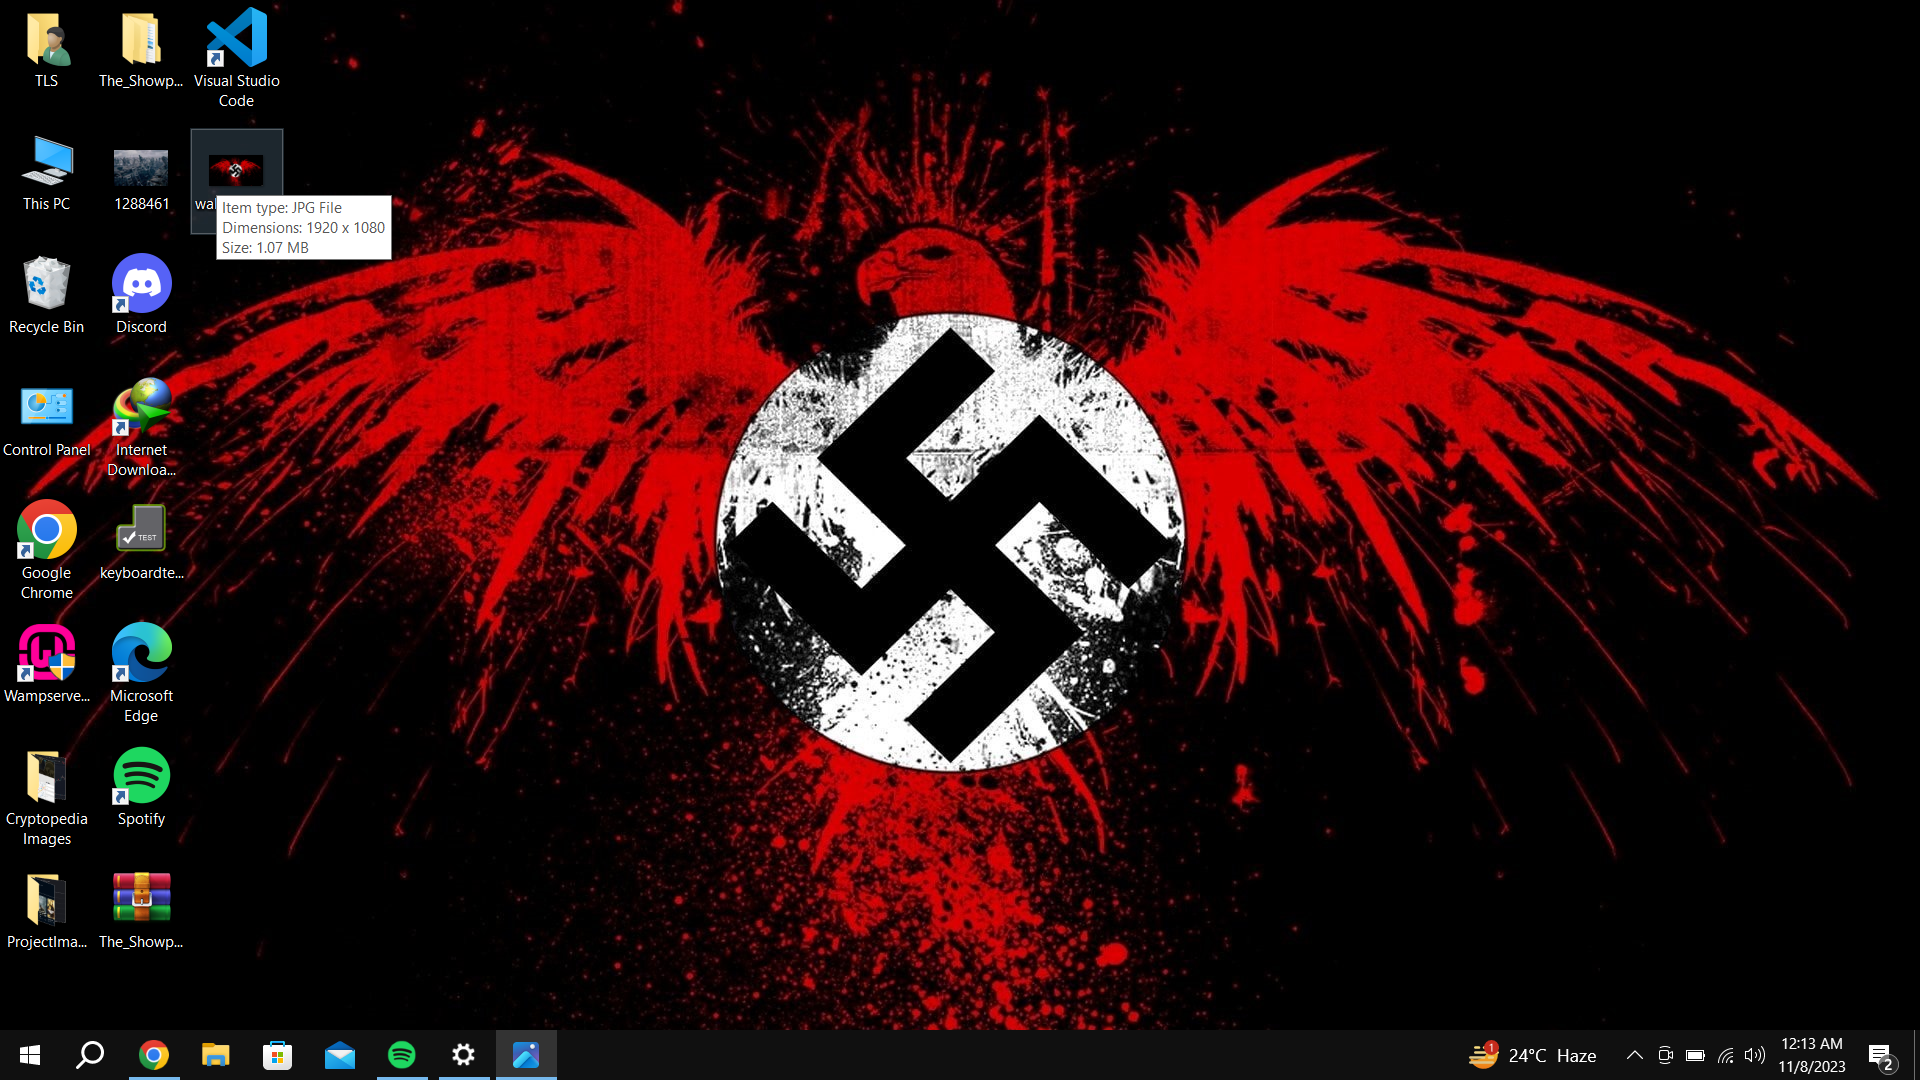 TLS
The_Showp...
Visual Studio
Code
This PC
1288461
wal
Item type: JPG File
Dimensions: 1920 x 1080
Size: 1.07 MB
Recycle Bin
Discord
Control Panel
Internet
Downloa...
TEST
Google
Chrome
keyboardte...
Wampserve...
Microsoft
Edge
Cryptopedia
Images
Spotify
ProjectIma...
The_Showp...
1
24°C Haze
12:13 AM
11/8/2023
2